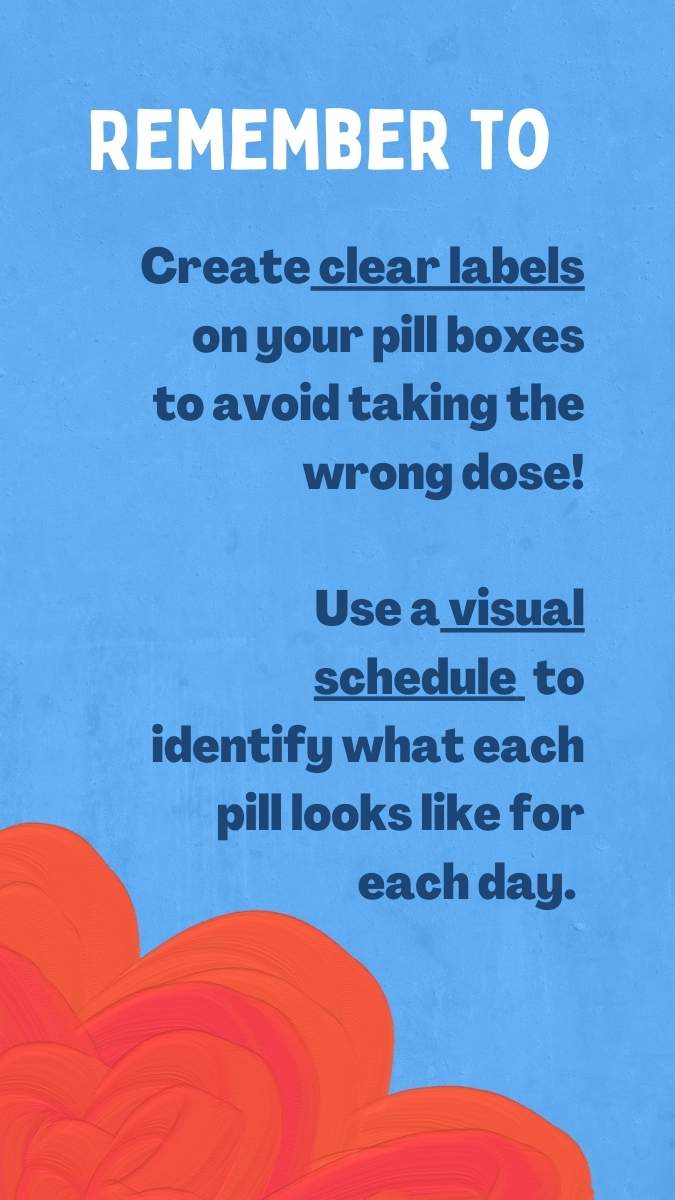 REMEMBER TO
Create clear labels
on your pill boxes
to avoid taking the
wrong dose!
Use a visual
schedule to
identify what each
pill looks like for
each day.